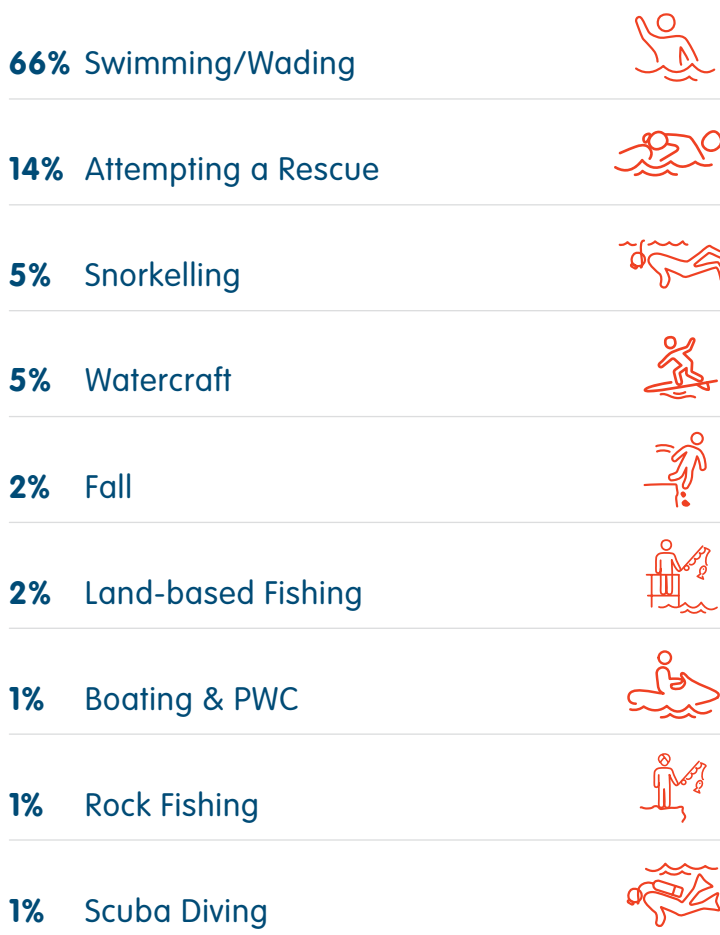 66% Swimming/Wading
14% Attempting a Rescue
5% Snorkelling
5% Watercraft
2% Fall
2% Land-based Fishing
1% Boating & PWC
1% Rock Fishing
1% Scuba Diving